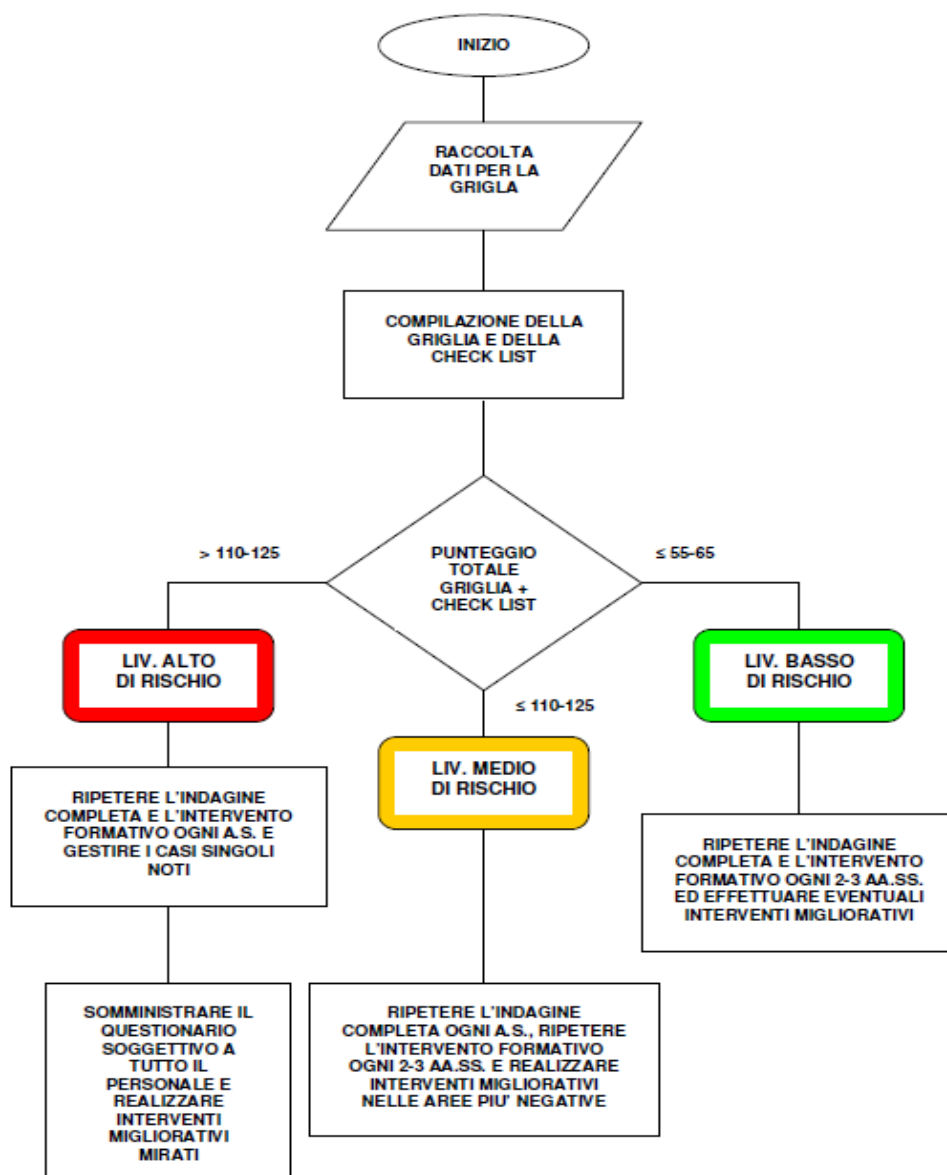 INIZIO
RACCOLTA
DATI PER LA
GRIGLA
COMPILAZIONE DELLA
GRIGLIA E DELLA
CHECK LIST
PUNTEGGIO
TOTALE
GRIGLIA +
CHECK LIST
> 110-125
≤ 55-65
≤ 110-125
LIV. ALTO
DI RISCHIO
LIV. MEDIO
DI RISCHIO
LIV. BASSO
DI RISCHIO
RIPETERE L'INDAGINE
COMPLETA E L'INTERVENTO
FORMATIVO OGNI A.S. E
GESTIRE I CASI SINGOLI
NOTI
RIPETERE L'INDAGINE
COMPLETA E L'INTERVENTO
FORMATIVO OGNI 2-3 AA.SS.
ED EFFETTUARE EVENTUALI
INTERVENTI MIGLIORATIVI
SOMMINISTRARE IL
QUESTIONARIO
SOGGETTIVO A
TUTTO IL
PERSONALE E
REALIZZARE
INTERVENTI
MIGLIORATIVI
MIRATI
RIPETERE L'INDAGINE
COMPLETA OGNI A.S., RIPETERE
L'INTERVENTO FORMATIVO
OGNI 2-3 AA.SS. E REALIZZARE
INTERVENTI MIGLIORATIVI
NELLE AREE PIU' NEGATIVE